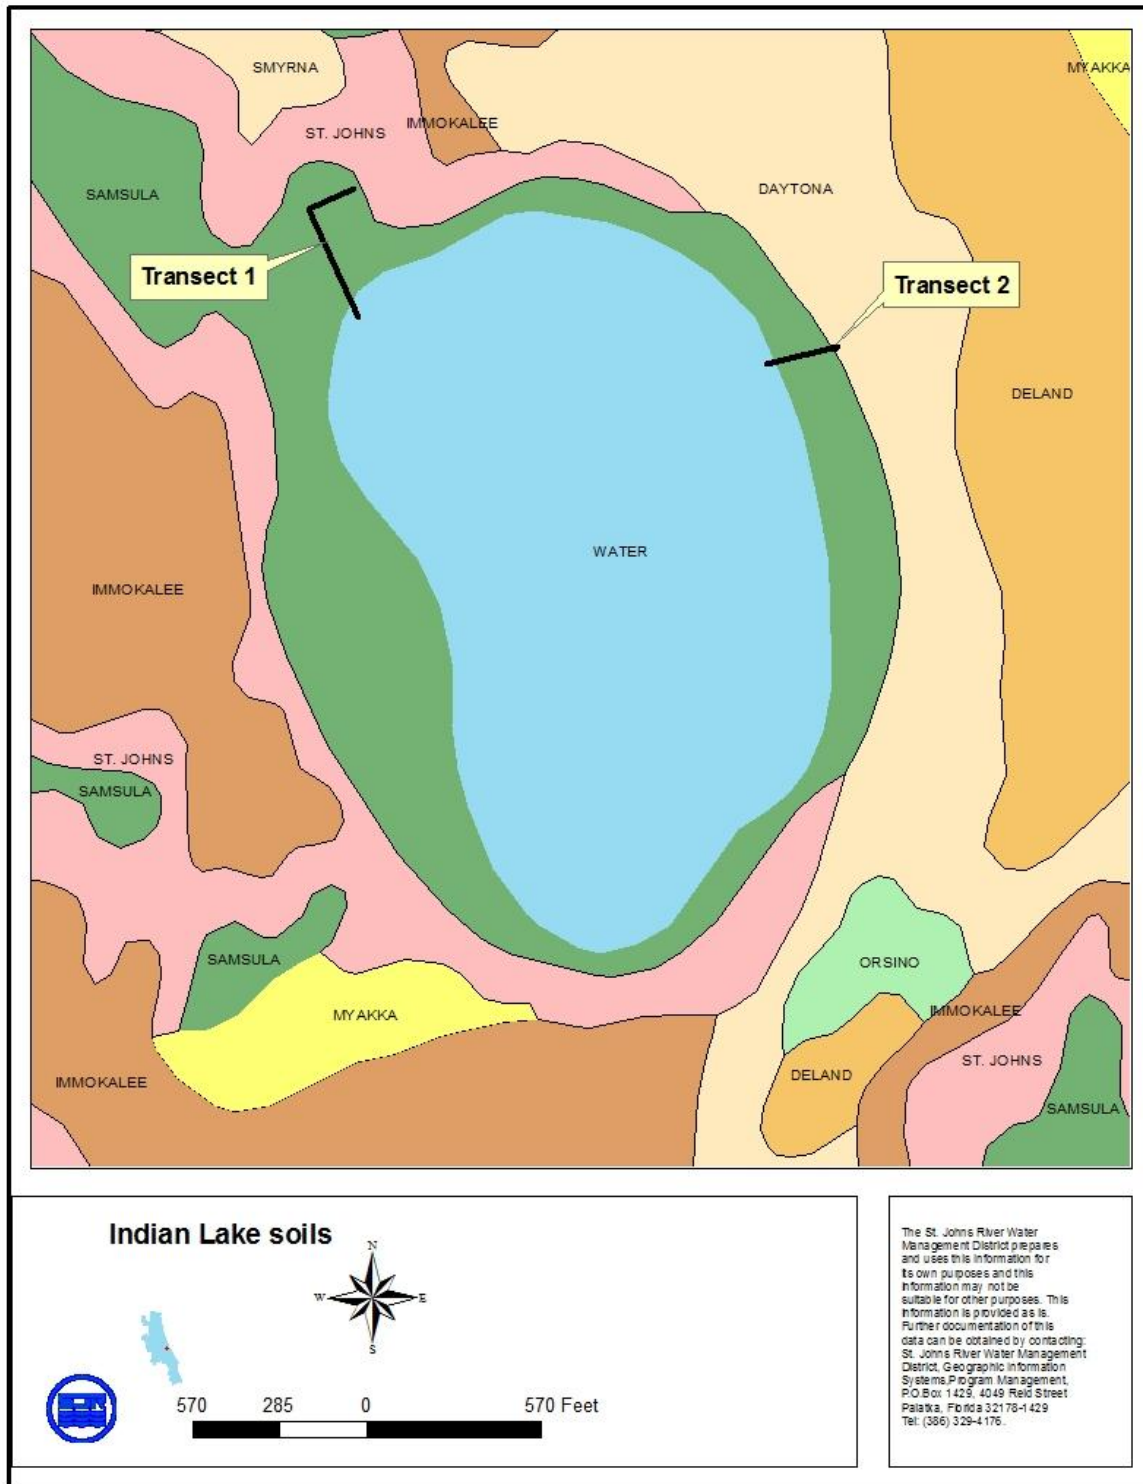 SMYRNA
MYAKKA
IMMOKALEE
ST. JOHNS
DAYTONA
SAMSULA
Transect 1
Transect 2
DELAND
WATER
IMMOKALEE
ST. JOHNS
SAMSULA
SAMSULA
ORSINO
MYAKKA
IMMOKALEE
ST. JOHNS
IMMOKALEE
DELAND
SAMSULA
Indian Lake soils
N
W
E
S
570 285 0 570 Feet
The St. Johns River Water
Management District prepares
and uses this information for
its own purposes and this
information may not be
suitable for other purposes. This
information is provided as is.
Further documentation of this
data can be obtained by contacting:
St. Johns River Water Management
District, Geographic Information
Systems,Program Management,
P.O.Box 1429, 4049 Reid Street
Palatka, Florida 32178-1429
Tel: (386) 329-4176.